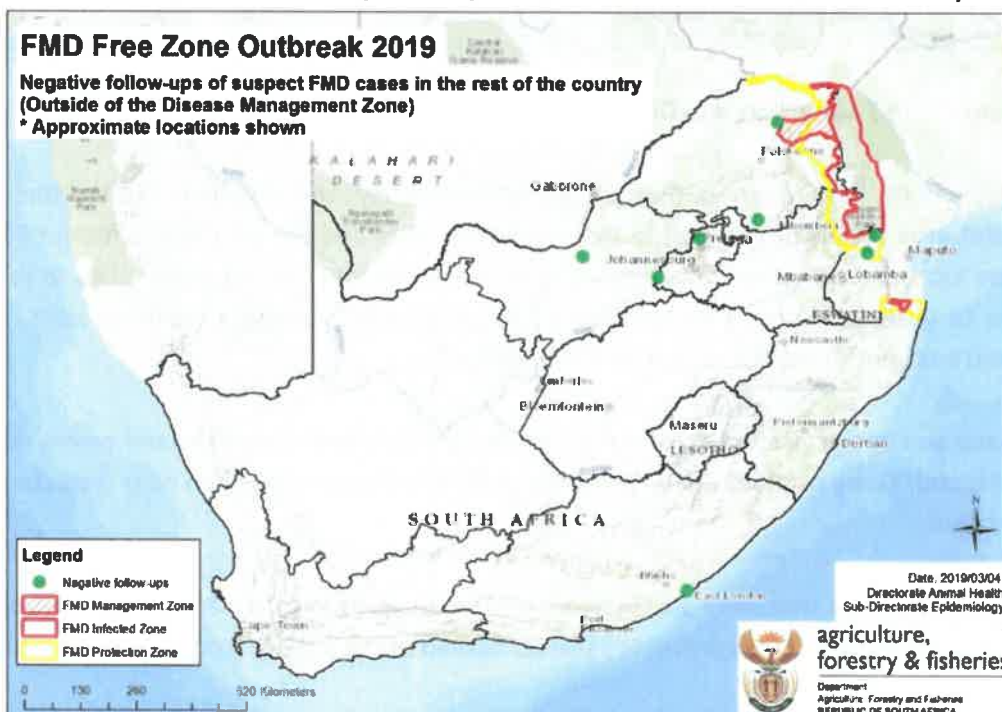 FMD Free Zone Outbreak 2019
Negative follow-ups of suspect FMD cases in the rest of the country
(Outside of the Disease Management Zone)
* Approximate locations shown
KALAHARI
DESERT
Gaborone
Johannesburg
Maputo
Mbabane
Lobamba
ESWATINI
Newcastle
Bloemfontein
Maseru
LESOTHO
Pietermaritzburg
Durban
SOUTH AFRICA
N
Bhisho
East London
Port
Cape Town
Legend
Nagative follow-ups
FMD Management Zone
FMD Infected Zone
FMD Protection Zone
0 130 260 520 Kilometers
Date: 2019/03/04
Directorate Animal Health
Sub-Directorate Epidemiology
agriculture,
forestry & fisheries
Department
Agriculture, Forestry and Fisheries
REPUBLIC OF SOUTH AFRICA